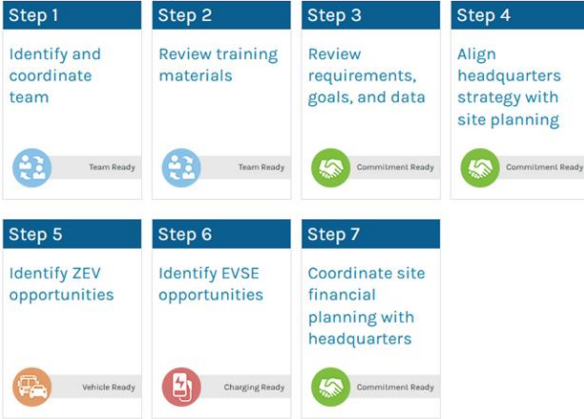 Step 1
Identify and
coordinate
team
Team Ready
Step 2
Review training
materials
Team Ready
Step 3
Review
requirements,
goals, and data
Commitment Ready
Step 4
Align
headquarters
strategy with
site planning
Commitment Ready
Step 5
Identify ZEV
opportunities
Vehicle Ready
Step 6
Identify EVSE
opportunities
Charging Ready
Step 7
Coordinate site
financial
planning with
headquarters
Commitment Ready